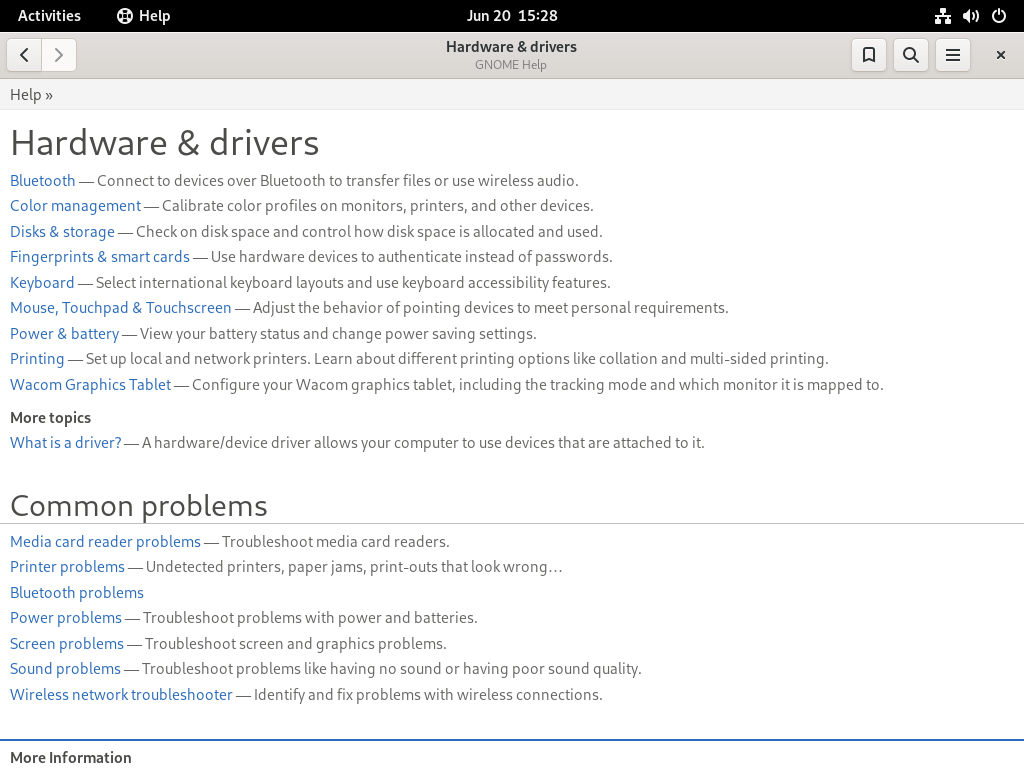 Activities Help Jun 20 15:28
Hardware & drivers
GNOME Help
Help »
Hardware & drivers
Bluetooth — Connect to devices over Bluetooth to transfer files or use wireless audio.
Color management — Calibrate color profiles on monitors, printers, and other devices.
Disks & storage — Check on disk space and control how disk space is allocated and used.
Fingerprints & smart cards — Use hardware devices to authenticate instead of passwords.
Keyboard — Select international keyboard layouts and use keyboard accessibility features.
Mouse, Touchpad & Touchscreen — Adjust the behavior of pointing devices to meet personal requirements.
Power & battery — View your battery status and change power saving settings.
Printing — Set up local and network printers. Learn about different printing options like collation and multi-sided printing.
Wacom Graphics Tablet — Configure your Wacom graphics tablet, including the tracking mode and which monitor it is mapped to.
More topics
What is a driver? — A hardware/device driver allows your computer to use devices that are attached to it.
Common problems
Media card reader problems — Troubleshoot media card readers.
Printer problems — Undetected printers, paper jams, print-outs that look wrong…
Bluetooth problems
Power problems — Troubleshoot problems with power and batteries.
Screen problems — Troubleshoot screen and graphics problems.
Sound problems — Troubleshoot problems like having no sound or having poor sound quality.
Wireless network troubleshooter — Identify and fix problems with wireless connections.
More Information